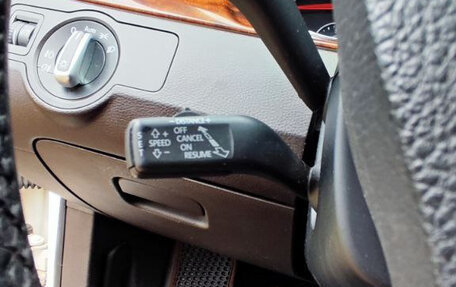 - DISTANCE +
S E T
+
SPEED
-
OFF
CANCEL
ON
RESUME